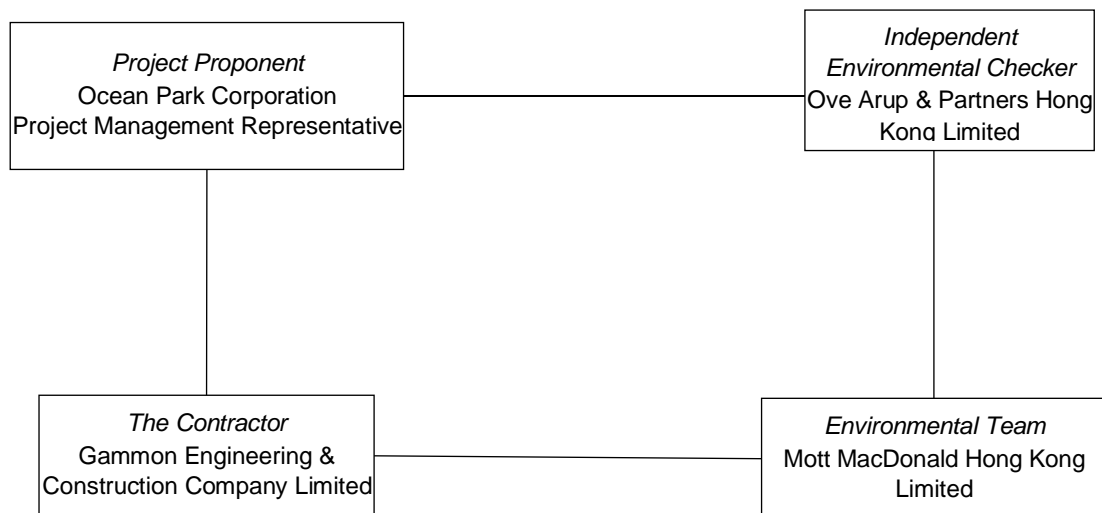 Project Proponent
Ocean Park Corporation
Project Management Representative
Independent
Environmental Checker
Ove Arup & Partners Hong
Kong Limited
The Contractor
Gammon Engineering &
Construction Company Limited
Environmental Team
Mott MacDonald Hong Kong
Limited